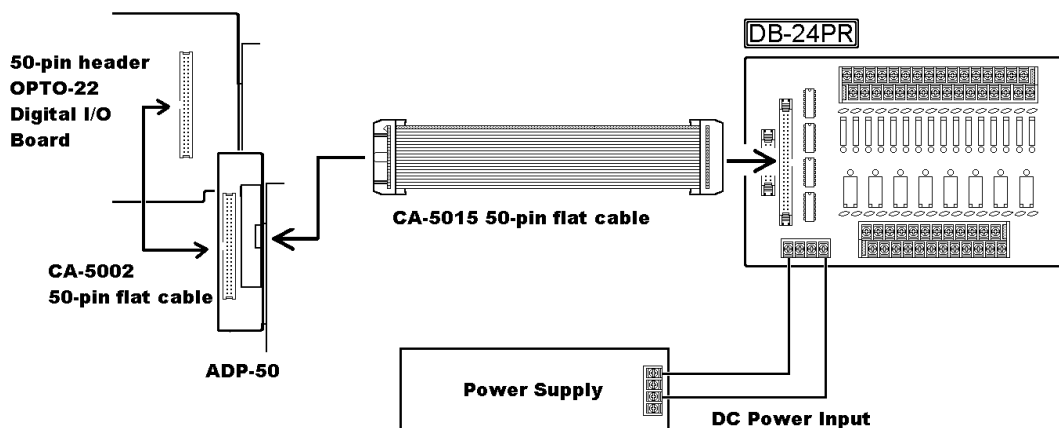 DB-24PR
50-pin header
OPTO-22
Digital I/O
Board
CA-5015 50-pin flat cable
CA-5002
50-pin flat cable
ADP-50
Power Supply
DC Power Input